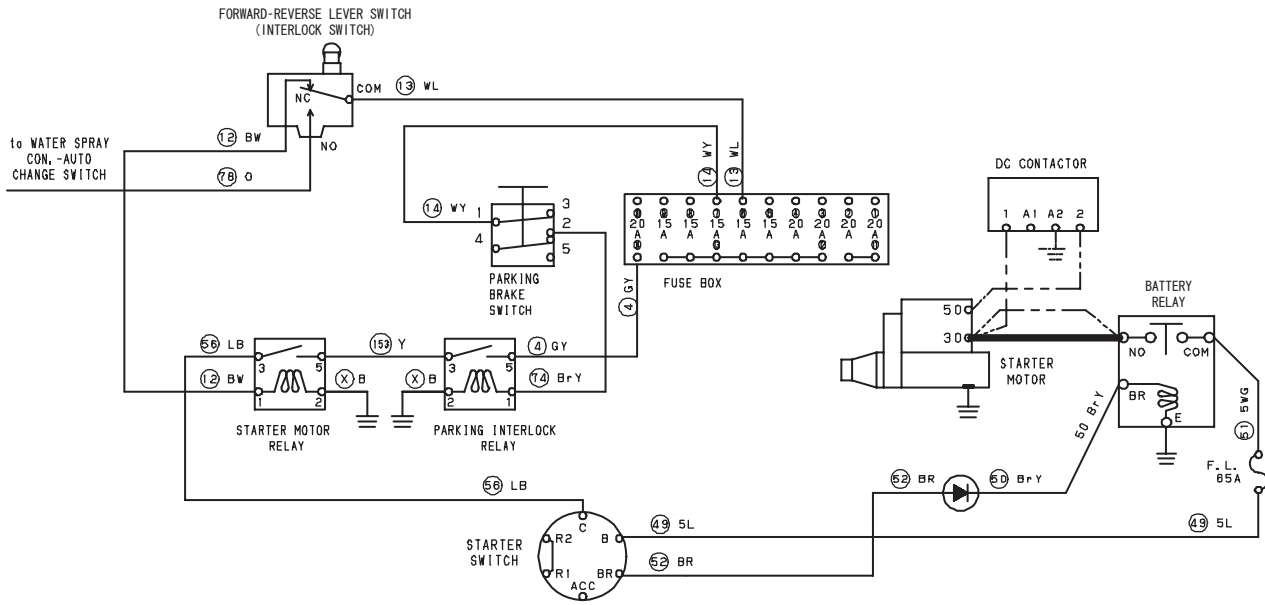 FORWARD-REVERSE LEVER SWITCH
(INTERLOCK SWITCH)
COM
13 WL
NC
NO
12 BW
to WATER SPRAY
CON.-AUTO
CHANGE SWITCH
78 O
14 WY
13 WL
DC CONTACTOR
1 A1 A2 2
14 WY
1
3
2
4
5
PARKING
BRAKE
SWITCH
20 15 15 15 15 15 20 20 20 20
A A A A A A A A A A
FUSE BOX
4 GY
BATTERY
RELAY
50
30
STARTER
MOTOR
NO
COM
BR
E
50 BrY
51 5WG
F.L.
65A
56 LB
3
5
153 Y
3
5
4 GY
12 BW
1
2
X B
X B
2
1
74 BrY
STARTER MOTOR
RELAY
PARKING INTERLOCK
RELAY
56 LB
52 BR
50 BrY
STARTER
SWITCH
C
R2
B
R1
BR
ACC
49 5L
49 5L
52 BR